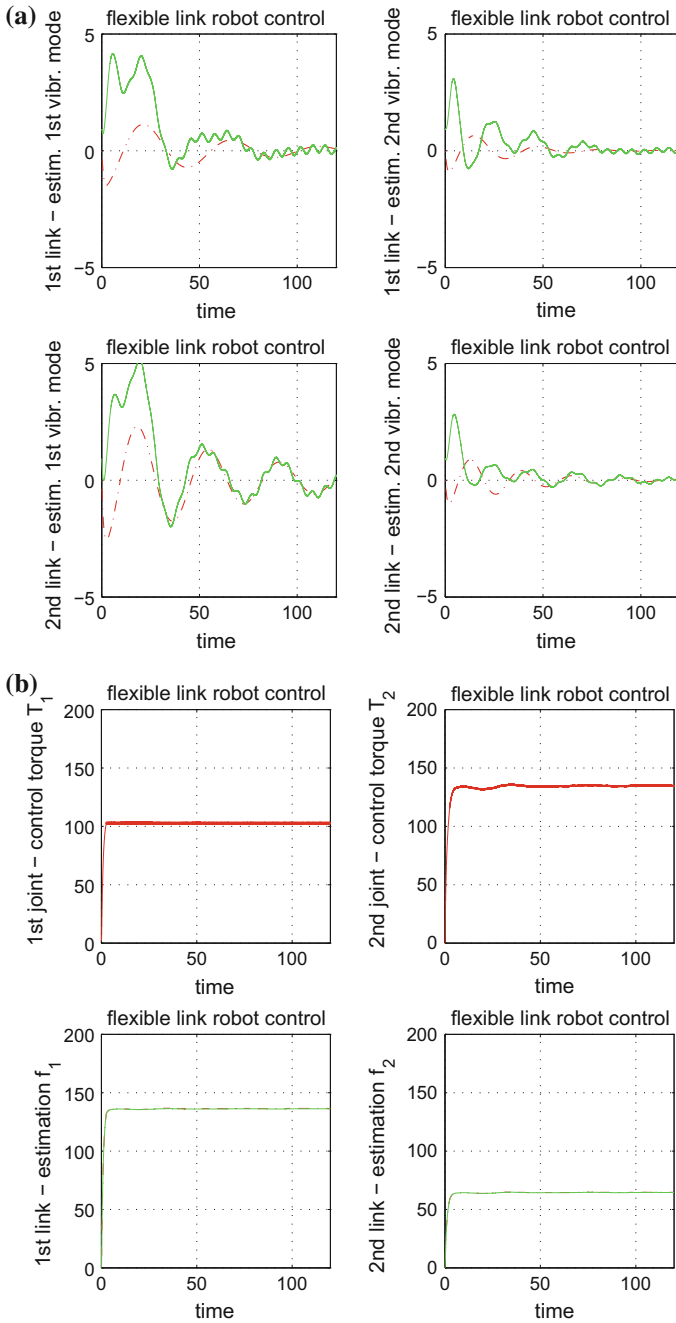 (a)
flexible link robot control
1st link − estim. 1st vibr. mode
5
0
−5
0
50
100
time
flexible link robot control
1st link − estim. 2nd vibr. mode
5
0
−5
0
50
100
time
flexible link robot control
2nd link − estim. 1st vibr. mode
5
0
−5
0
50
100
time
flexible link robot control
2nd link − estim. 2nd vibr. mode
5
0
−5
0
50
100
time
(b)
flexible link robot control
1st joint − control torque T_1
200
150
100
50
0
0
50
100
time
flexible link robot control
2nd joint − control torque T_2
200
150
100
50
0
0
50
100
time
flexible link robot control
1st link − estimation f_1
200
150
100
50
0
0
50
100
time
flexible link robot control
2nd link − estimation f_2
200
150
100
50
0
0
50
100
time